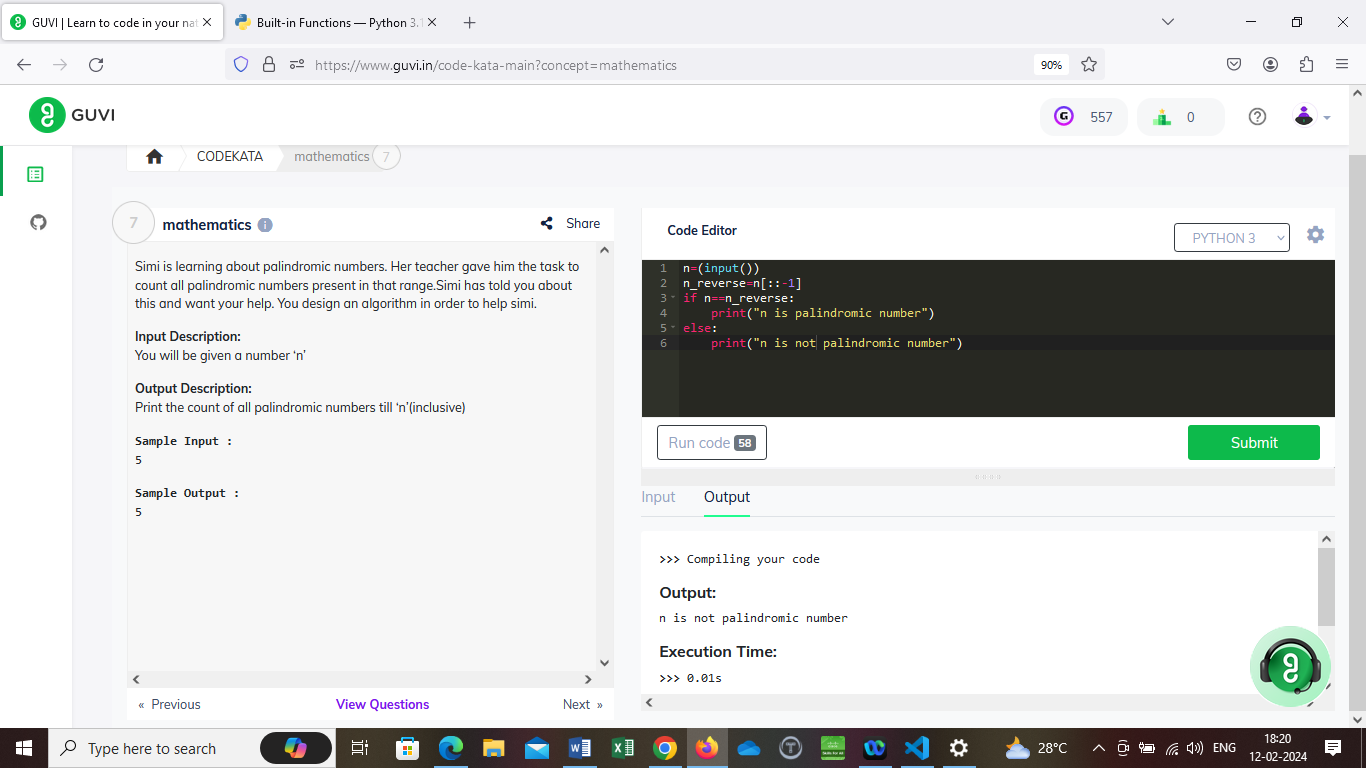 GUVI | Learn to code in your nat
Built-in Functions — Python 3.1
https://www.guvi.in/code-kata-main?concept=mathematics
90%
GUVI
G 557
0
CODEKATA
mathematics 7
7 mathematics
Share
Simi is learning about palindromic numbers. Her teacher gave him the task to
count all palindromic numbers present in that range.Simi has told you about
this and want your help. You design an algorithm in order to help simi.
Input Description:
You will be given a number ‘n’
Output Description:
Print the count of all palindromic numbers till ‘n’(inclusive)
Sample Input :
5
Sample Output :
5
« Previous
View Questions
Next »
Code Editor
PYTHON 3
1 n=(input())
2 n_reverse=n[::-1]
3 if n==n_reverse:
4     print("n is palindromic number")
5 else:
6     print("n is not palindromic number")
Run code 58
Submit
Input
Output
>>> Compiling your code
Output:
n is not palindromic number
Execution Time:
>>> 0.01s
Type here to search
28°C
ENG
18:20
12-02-2024